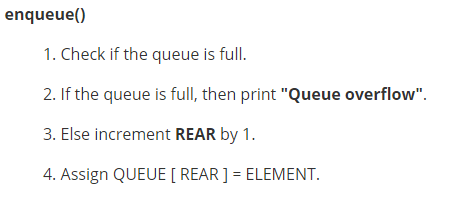 enqueue()
1. Check if the queue is full.
2. If the queue is full, then print "Queue overflow".
3. Else increment REAR by 1.
4. Assign QUEUE [ REAR ] = ELEMENT.